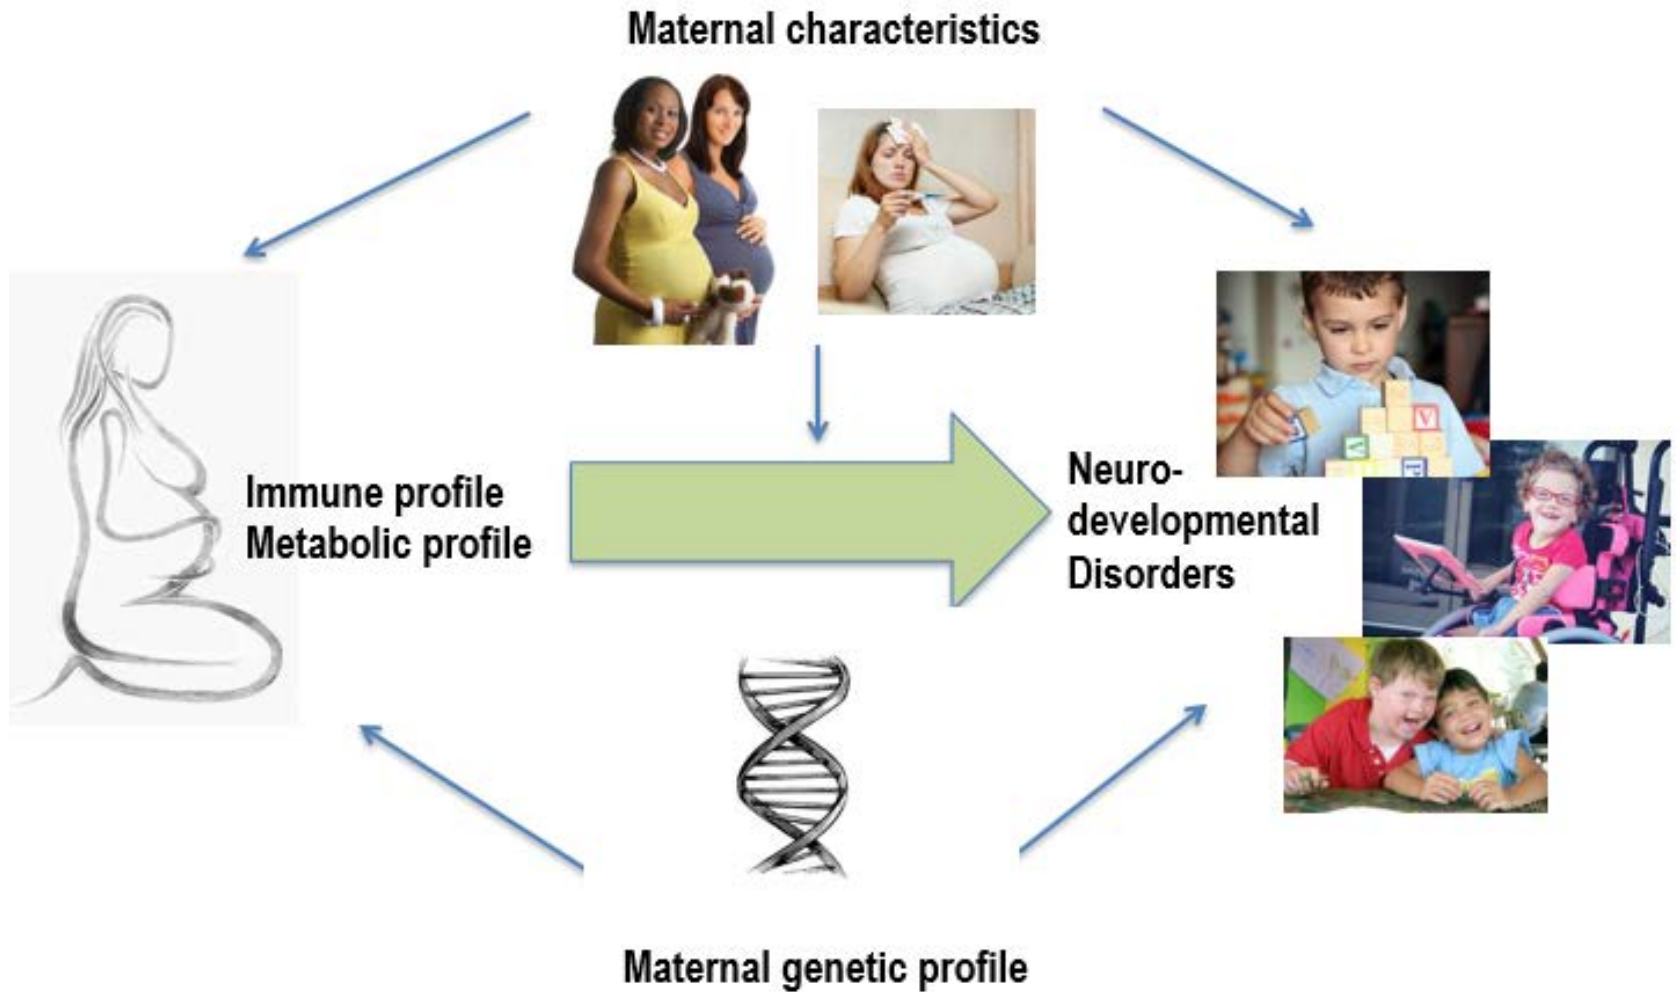 Maternal characteristics
Immune profile
Metabolic profile
Neuro-
developmental
Disorders
V
V
Maternal genetic profile